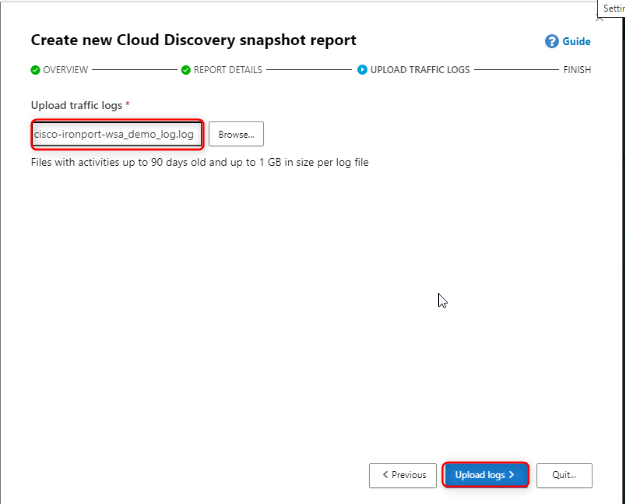 Settin
Create new Cloud Discovery snapshot report
? Guide
OVERVIEW REPORT DETAILS UPLOAD TRAFFIC LOGS FINISH
Upload traffic logs *
cisco-ironport-wsa_demo_log.log Browse...
Files with activities up to 90 days old and up to 1 GB in size per log file
< Previous Upload logs > Quit...